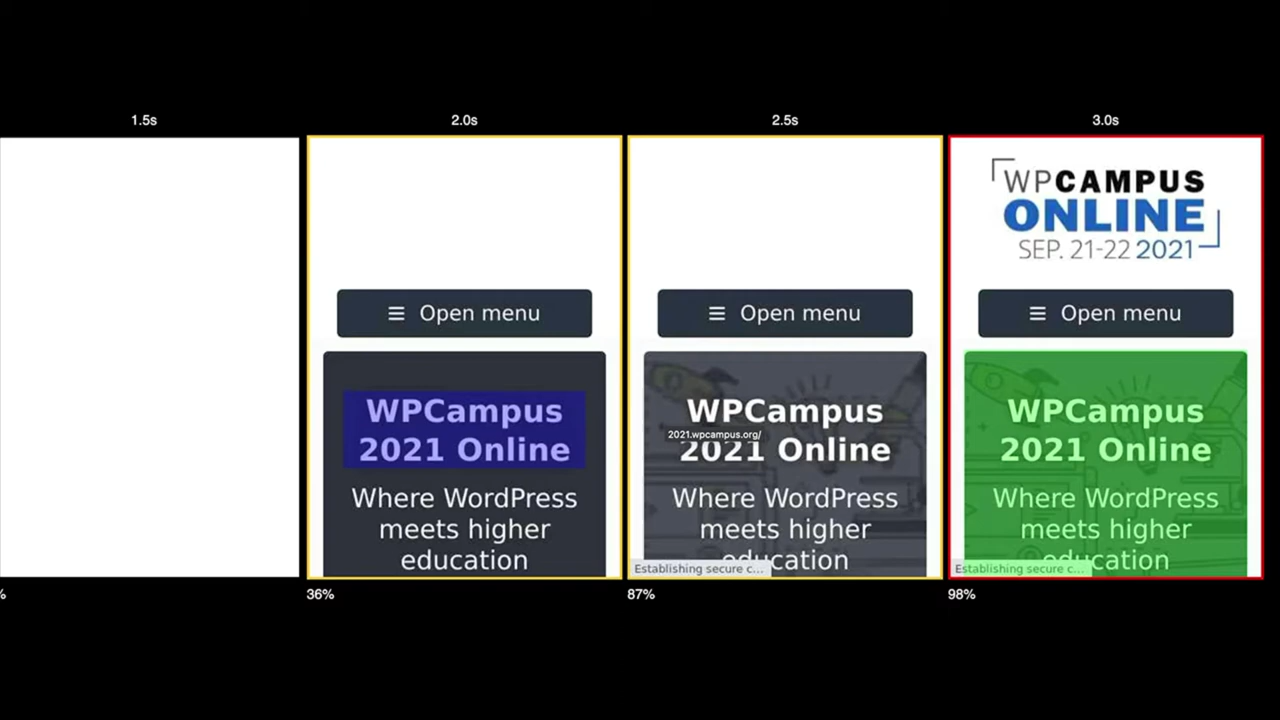 1.5s
2.0s
2.5s
3.0s
%
☰ Open menu
WPCampus
2021 Online
Where WordPress
meets higher
education
36%
☰ Open menu
WPCampus
2021.wpcampus.org/
2021 Online
Where WordPress
meets higher
education
Establishing secure c...
87%
WPCAMPUS
ONLINE
SEP. 21-22 2021
☰ Open menu
WPCampus
2021 Online
Where WordPress
meets higher
education
Establishing secure c...
98%